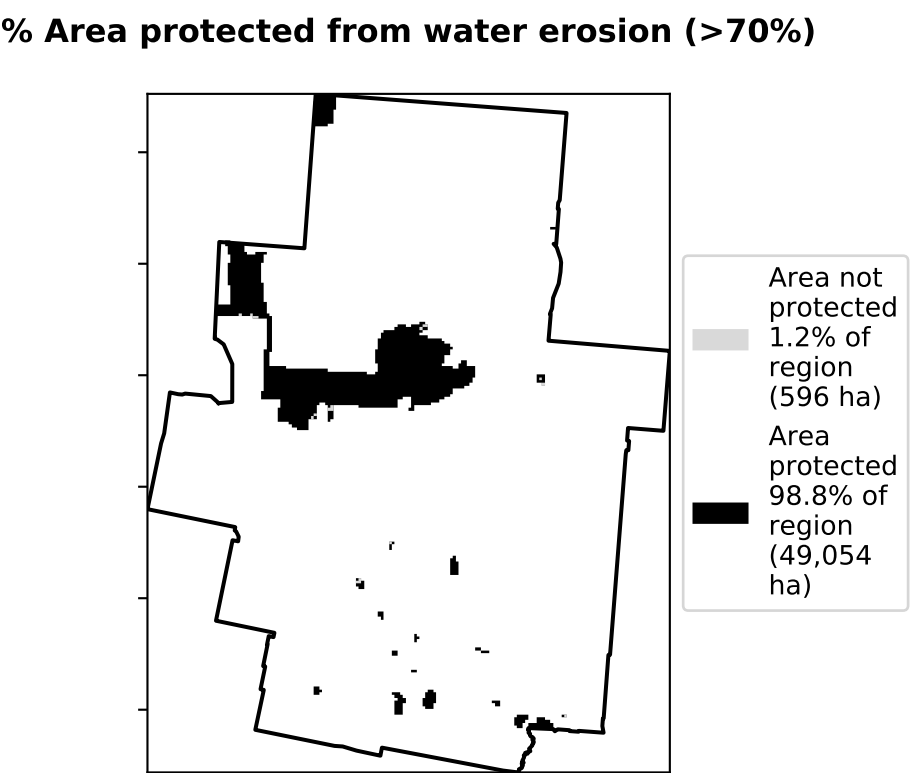 % Area protected from water erosion (>70%)
Area not
protected
1.2% of
region
(596 ha)
Area
protected
98.8% of
region
(49,054
ha)